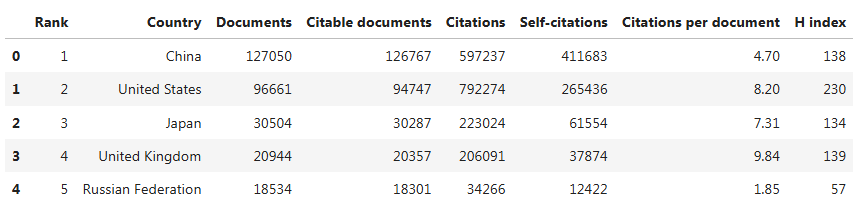 Rank Country Documents Citable documents Citations Self-citations Citations per document H index
0 1 China 127050 126767 597237 411683 4.70 138
1 2 United States 96661 94747 792274 265436 8.20 230
2 3 Japan 30504 30287 223024 61554 7.31 134
3 4 United Kingdom 20944 20357 206091 37874 9.84 139
4 5 Russian Federation 18534 18301 34266 12422 1.85 57